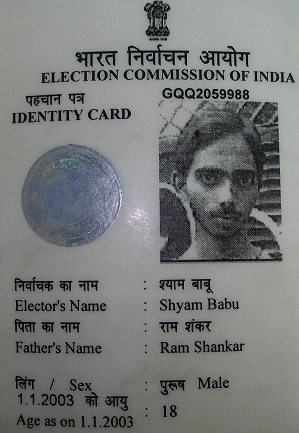 भारत निर्वाचन आयोग
ELECTION COMMISSION OF INDIA
पहचान पत्र GQQ2059988
IDENTITY CARD
निर्वाचक का नाम : श्याम बाबू
Elector's Name : Shyam Babu
पिता का नाम : राम शंकर
Father's Name : Ram Shankar
लिंग / Sex : पुरूष Male
1.1.2003 को आयु
Age as on 1.1.2003 : 18